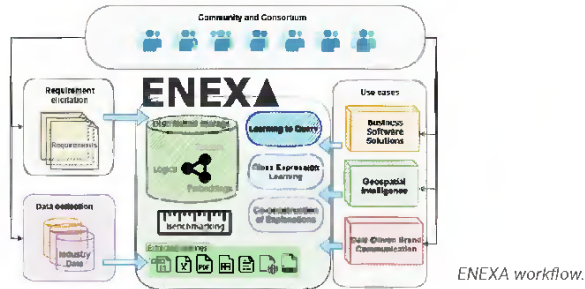 Community and Consortium
Requirement
elicitation
Requirements
Data collection
Industry
Data
ENEXA
Distributed storage
Logics
Embeddings
Benchmarking
Learning to Query
Class Expression
Learning
Co-construction
of Explanations
Use cases
Business
Software
Solutions
Geospatial
Intelligence
Data-Driven Brand
Communication
PDF
ENEXA workflow.